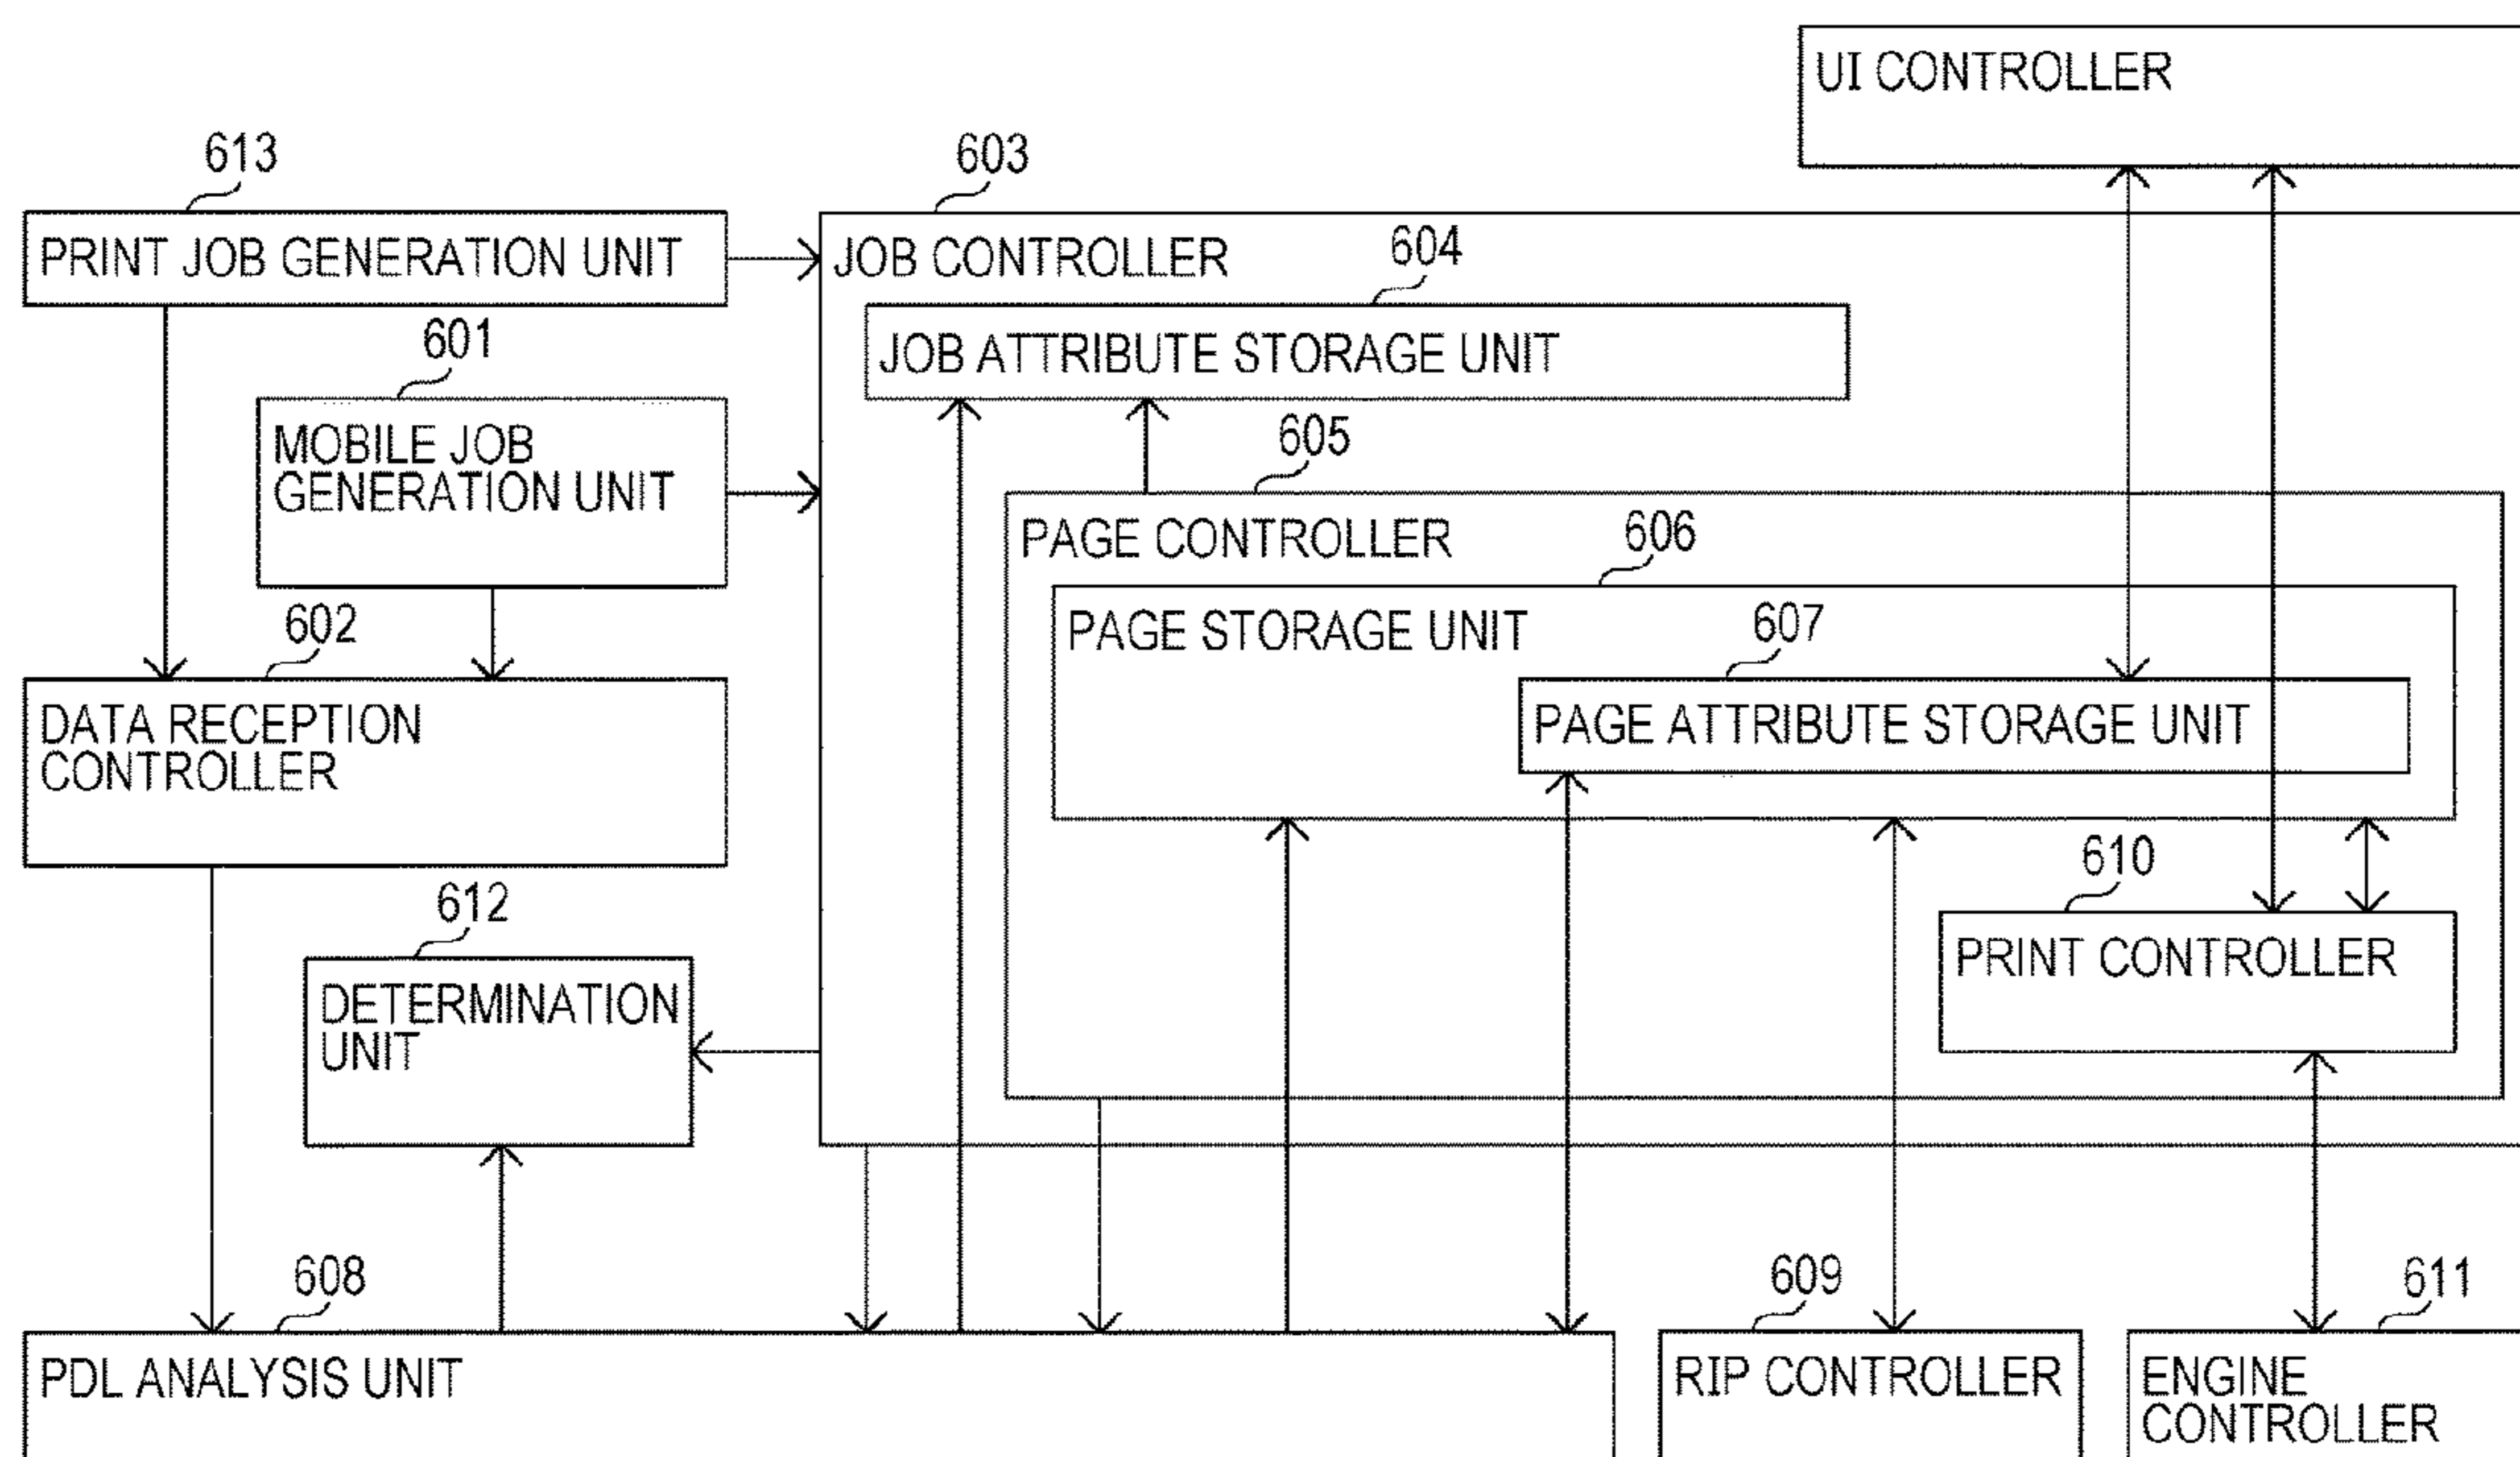 UI CONTROLLER
613
603
PRINT JOB GENERATION UNIT
JOB CONTROLLER
604
601
JOB ATTRIBUTE STORAGE UNIT
MOBILE JOB
GENERATION UNIT
605
PAGE CONTROLLER
606
602
PAGE STORAGE UNIT
607
DATA RECEPTION
CONTROLLER
PAGE ATTRIBUTE STORAGE UNIT
612
610
DETERMINATION
UNIT
PRINT CONTROLLER
608
609
611
PDL ANALYSIS UNIT
RIP CONTROLLER
ENGINE
CONTROLLER